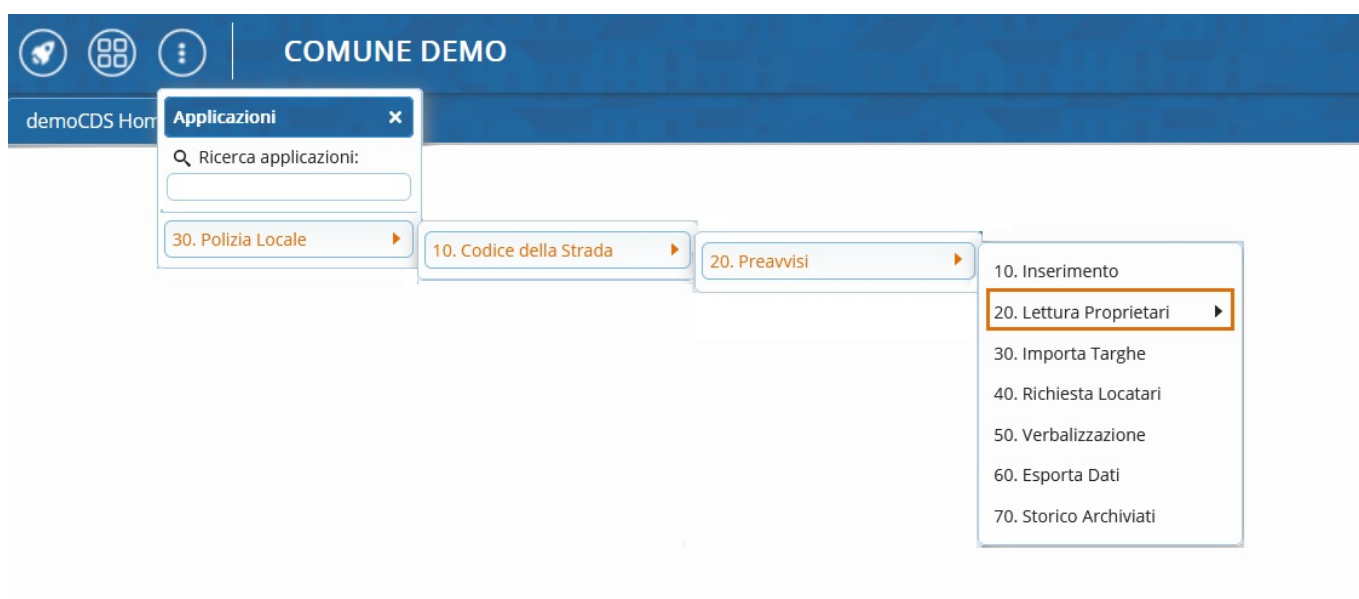 COMUNE DEMO
demoCDS Hom
Applicazioni
Ricerca applicazioni:
30. Polizia Locale
10. Codice della Strada
20. Preavvisi
10. Inserimento
20. Lettura Proprietari
30. Importa Targhe
40. Richiesta Locatari
50. Verbalizzazione
60. Esporta Dati
70. Storico Archiviati